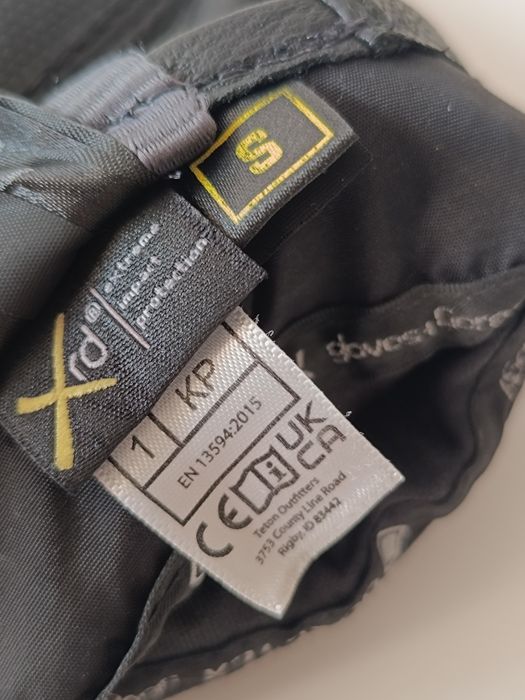 S
Xrd®
extreme
impact
protection
1 KP
EN 13594:2015
CE UK
CA
Teton Outfitters
3753 County Line Road
Rigby, ID 83442